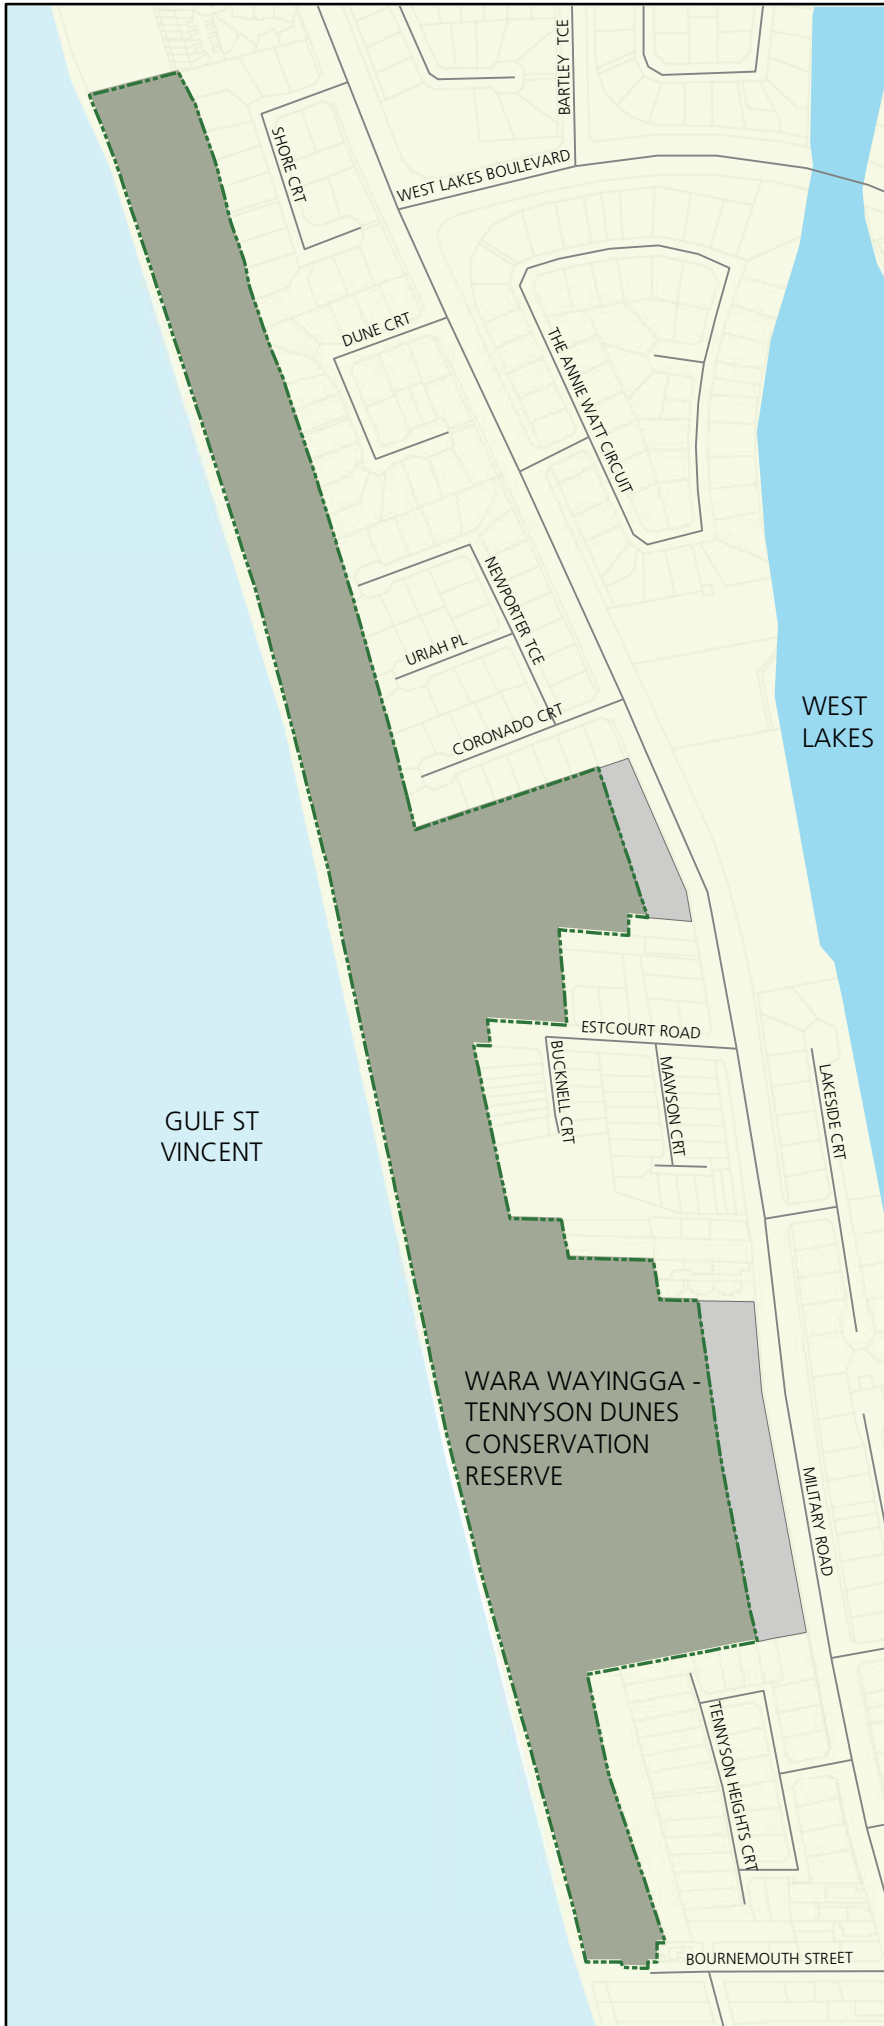 BARTLEY TCE
SHORE CRT
WEST LAKES BOULEVARD
DUNE CRT
THE ANNIE WATT CIRCUIT
NEWPORTER TCE
URIAH PL
CORONADO CRT
WEST
LAKES
ESTCOURT ROAD
BUCKNELL CRT
MAWSON CRT
LAKESIDE CRT
GULF ST
VINCENT
WARA WAYINGGA -
TENNYSON DUNES
CONSERVATION
RESERVE
MILITARY ROAD
TENNYSON HEIGHTS CRT
BOURNEMOUTH STREET